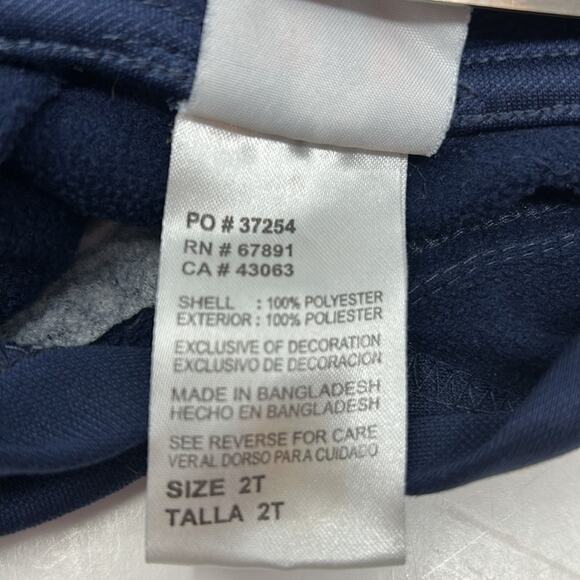 PO # 37254
RN # 67891
CA # 43063
SHELL : 100% POLYESTER
EXTERIOR : 100% POLIESTER
EXCLUSIVE OF DECORATION
EXCLUSIVO DE DECORACION
MADE IN BANGLADESH
HECHO EN BANGLADESH
SEE REVERSE FOR CARE
VER AL DORSO PARA CUIDADO
SIZE 2T
TALLA 2T